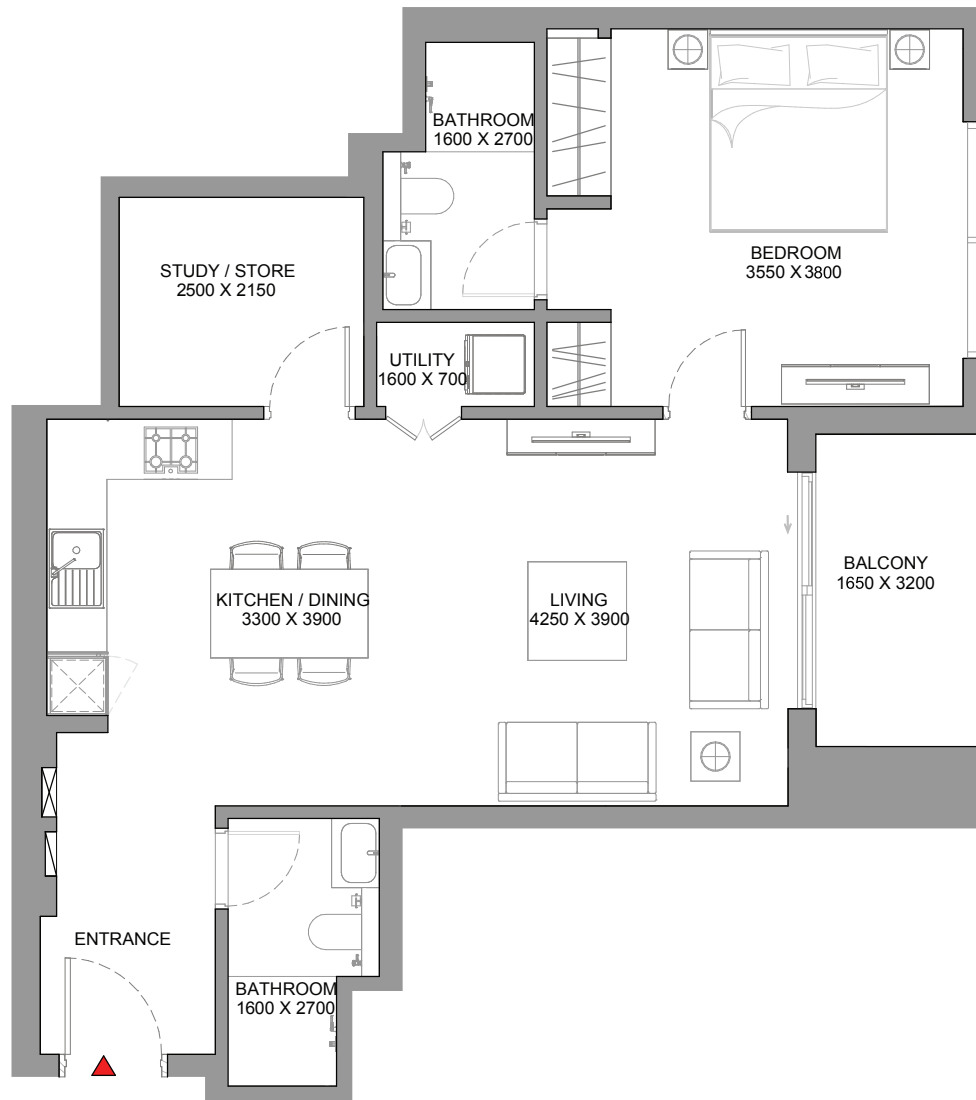 BATHROOM
1600 X 2700
BEDROOM
3550 X 3800
STUDY / STORE
2500 X 2150
UTILITY
1600 X 700
BALCONY
1650 X 3200
KITCHEN / DINING
3300 X 3900
LIVING
4250 X 3900
ENTRANCE
BATHROOM
1600 X 2700